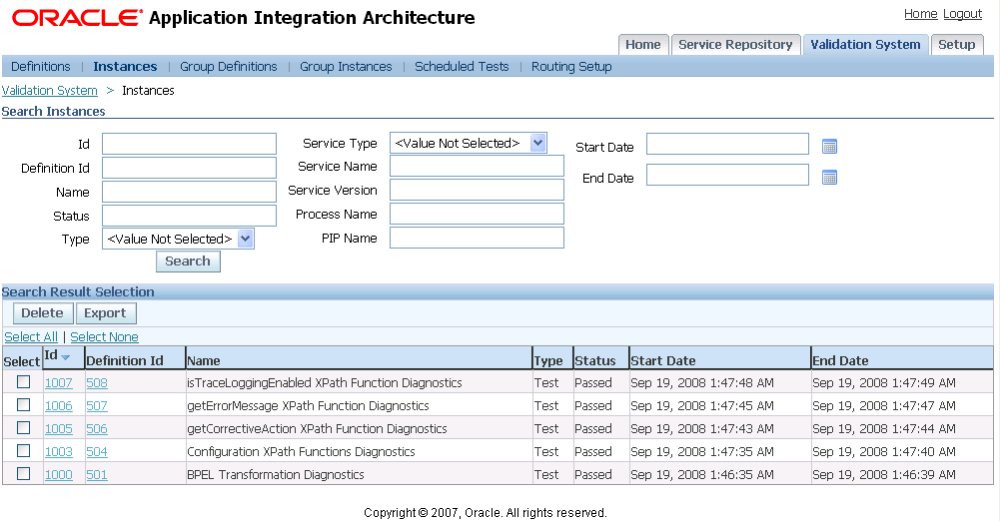 ORACLE Application Integration Architecture
Home Logout
Home Service Repository Validation System Setup
Definitions | Instances | Group Definitions | Group Instances | Scheduled Tests | Routing Setup
Validation System > Instances
Search Instances
Id Service Type <Value Not Selected> Start Date
Definition Id Service Name End Date
Name Service Version
Status Process Name
Type <Value Not Selected> PIP Name
Search
Search Result Selection
Delete Export
Select All | Select None
Select Id Definition Id Name Type Status Start Date End Date
1007 508 isTraceLoggingEnabled XPath Function Diagnostics Test Passed Sep 19, 2008 1:47:48 AM Sep 19, 2008 1:47:49 AM
1006 507 getErrorMessage XPath Function Diagnostics Test Passed Sep 19, 2008 1:47:45 AM Sep 19, 2008 1:47:47 AM
1005 506 getCorrectiveAction XPath Function Diagnostics Test Passed Sep 19, 2008 1:47:43 AM Sep 19, 2008 1:47:44 AM
1003 504 Configuration XPath Functions Diagnostics Test Passed Sep 19, 2008 1:47:35 AM Sep 19, 2008 1:47:40 AM
1000 501 BPEL Transformation Diagnostics Test Passed Sep 19, 2008 1:46:35 AM Sep 19, 2008 1:46:39 AM
Copyright © 2007, Oracle. All rights reserved.